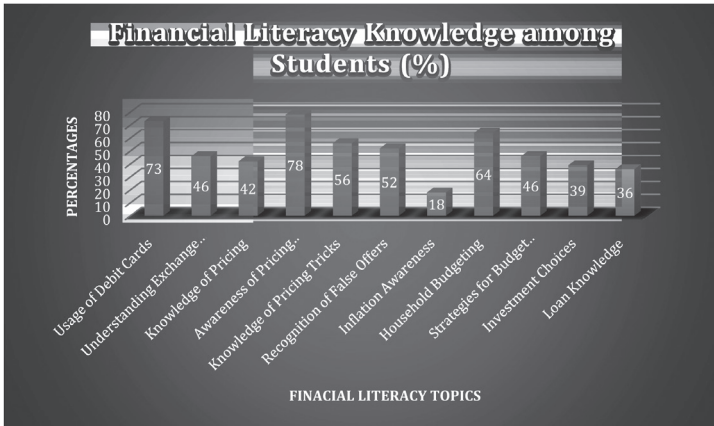 Financial Literacy Knowledge among
Students (%)
PERCENTAGES
80
70
60
50
40
30
20
10
0
73
46
42
78
56
52
18
64
46
39
36
Usage of Debit Cards
Understanding Exchange..
Knowledge of Pricing
Awareness of Pricing..
Knowledge of Pricing Tricks
Recognition of False Offers
Inflation Awareness
Household Budgeting
Strategies for Budget..
Investment Choices
Loan Knowledge
FINACIAL LITERACY TOPICS